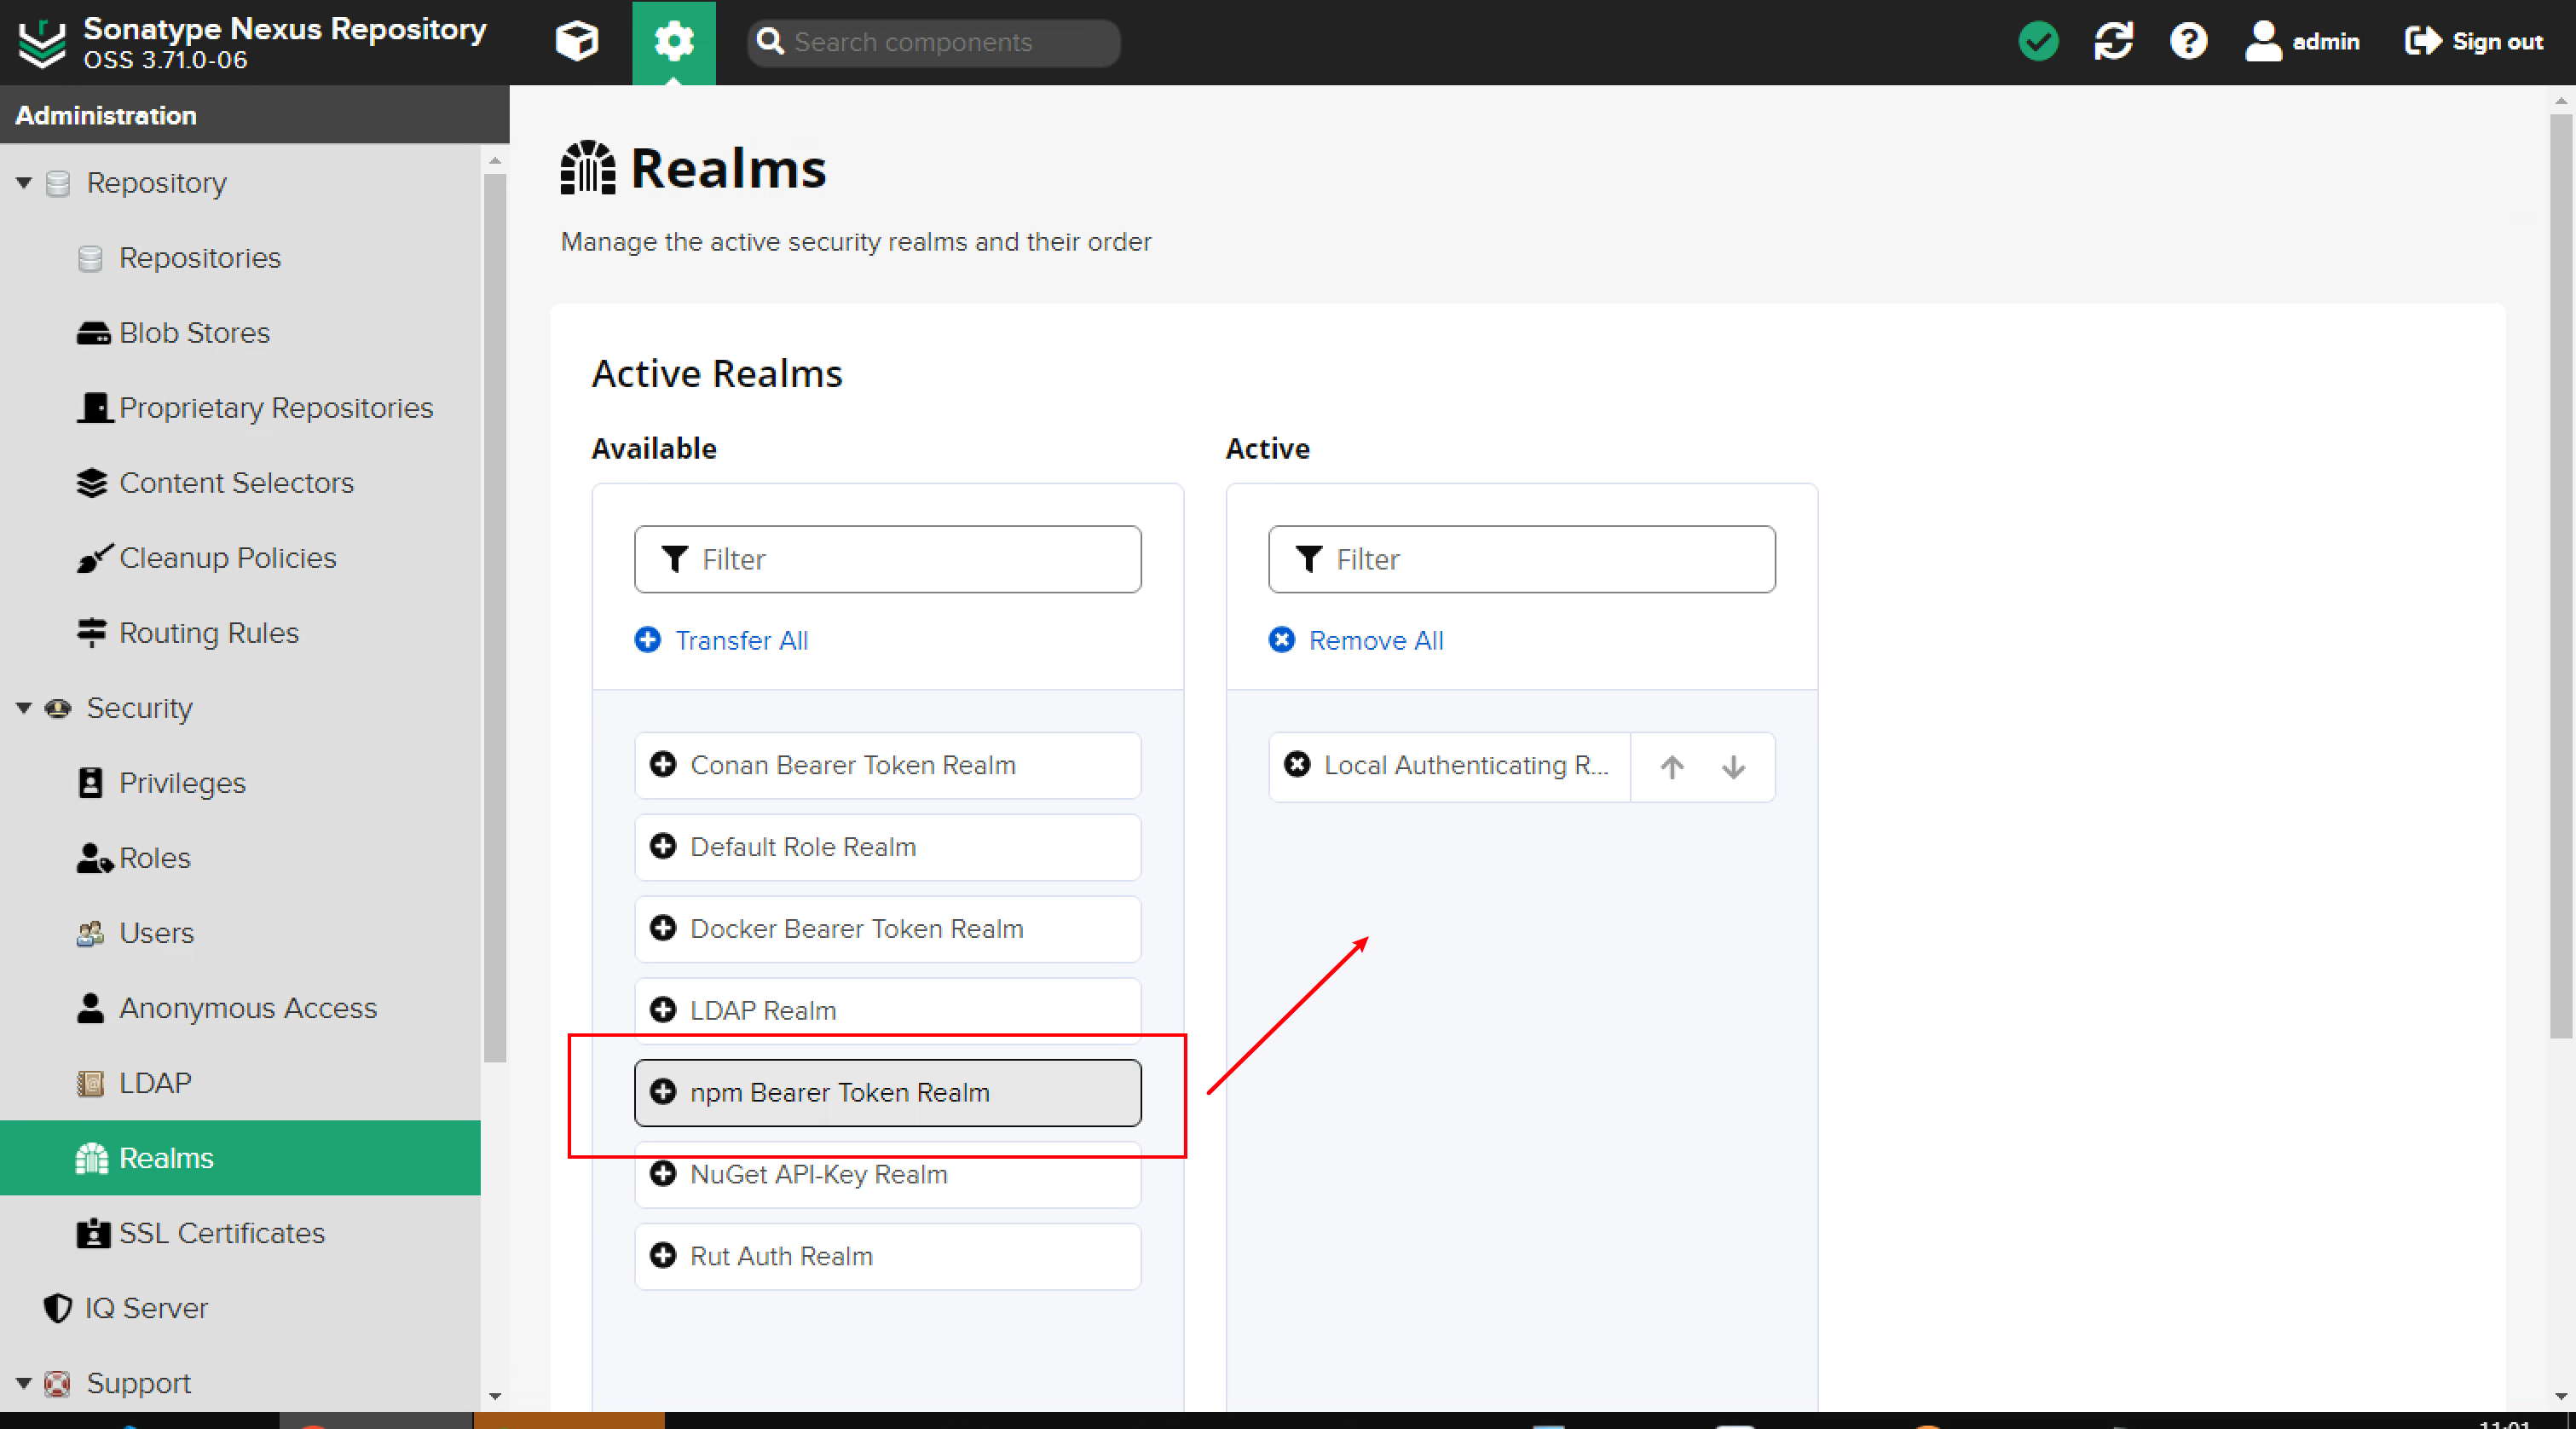 Sonatype Nexus Repository
OSS 3.71.0-06
Search components
admin
Sign out
Administration
Repository
Repositories
Blob Stores
Proprietary Repositories
Content Selectors
Cleanup Policies
Routing Rules
Security
Privileges
Roles
Users
Anonymous Access
LDAP
Realms
SSL Certificates
IQ Server
Support
Realms
Manage the active security realms and their order
Active Realms
Available
Filter
Transfer All
Conan Bearer Token Realm
Default Role Realm
Docker Bearer Token Realm
LDAP Realm
npm Bearer Token Realm
NuGet API-Key Realm
Rut Auth Realm
Active
Filter
Remove All
Local Authenticating R...